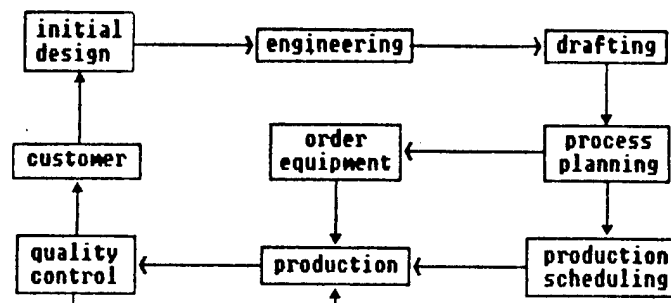 initial
design
engineering
drafting
order
equipment
process
planning
customer
quality
control
production
production
scheduling